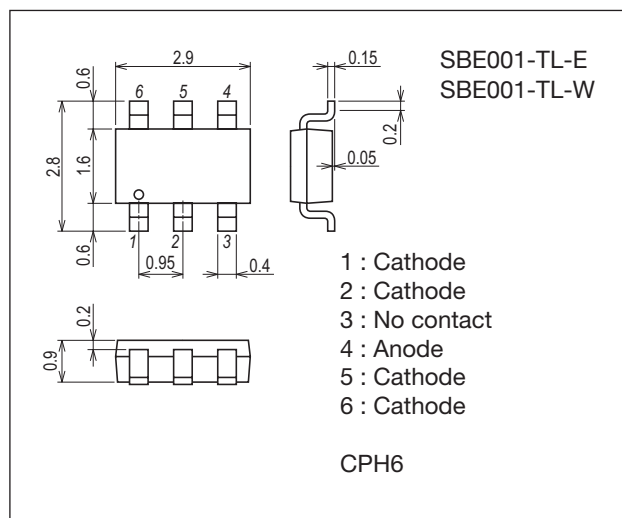 SBE001-TL-E
SBE001-TL-W
2.9
0.15
0.6
6 5 4
0.2
2.8
1.6
0.05
0.6
1 2 3
0.95
0.4
0.2
0.9
1 : Cathode
2 : Cathode
3 : No contact
4 : Anode
5 : Cathode
6 : Cathode
CPH6